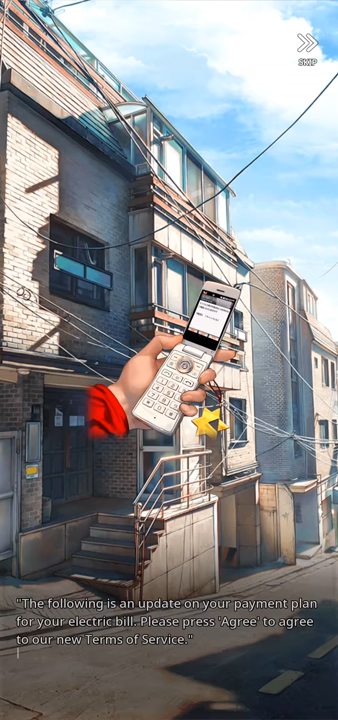 SKIP
"The following is an update on your payment plan
for your electric bill. Please press 'Agree' to agree
to our new Terms of Service."